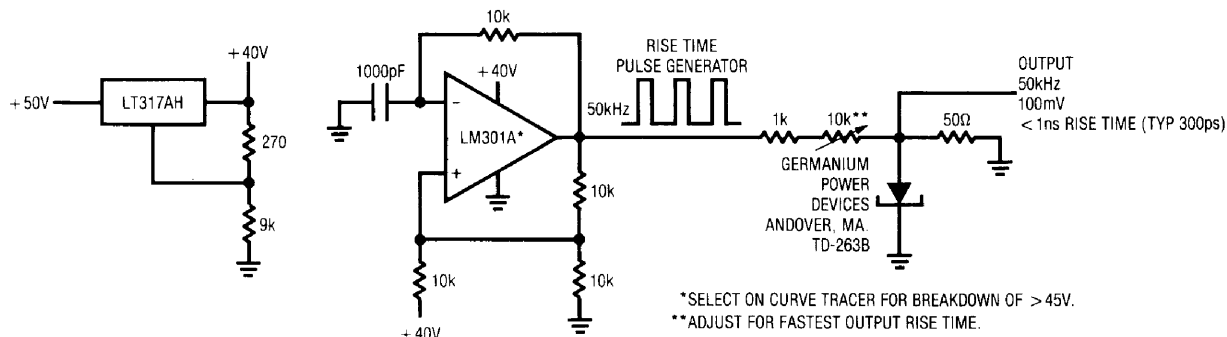 +40V
+50V
LT317AH
270
9k
10k
1000pF
+40V
−
LM301A*
+
10k
10k
10k
+40V
RISE TIME
PULSE GENERATOR
50kHz
1k
10k**
GERMANIUM
POWER
DEVICES
ANDOVER, MA.
TD-263B
50Ω
OUTPUT
50kHz
100mV
< 1ns RISE TIME (TYP 300ps)
*SELECT ON CURVE TRACER FOR BREAKDOWN OF >45V.
**ADJUST FOR FASTEST OUTPUT RISE TIME.